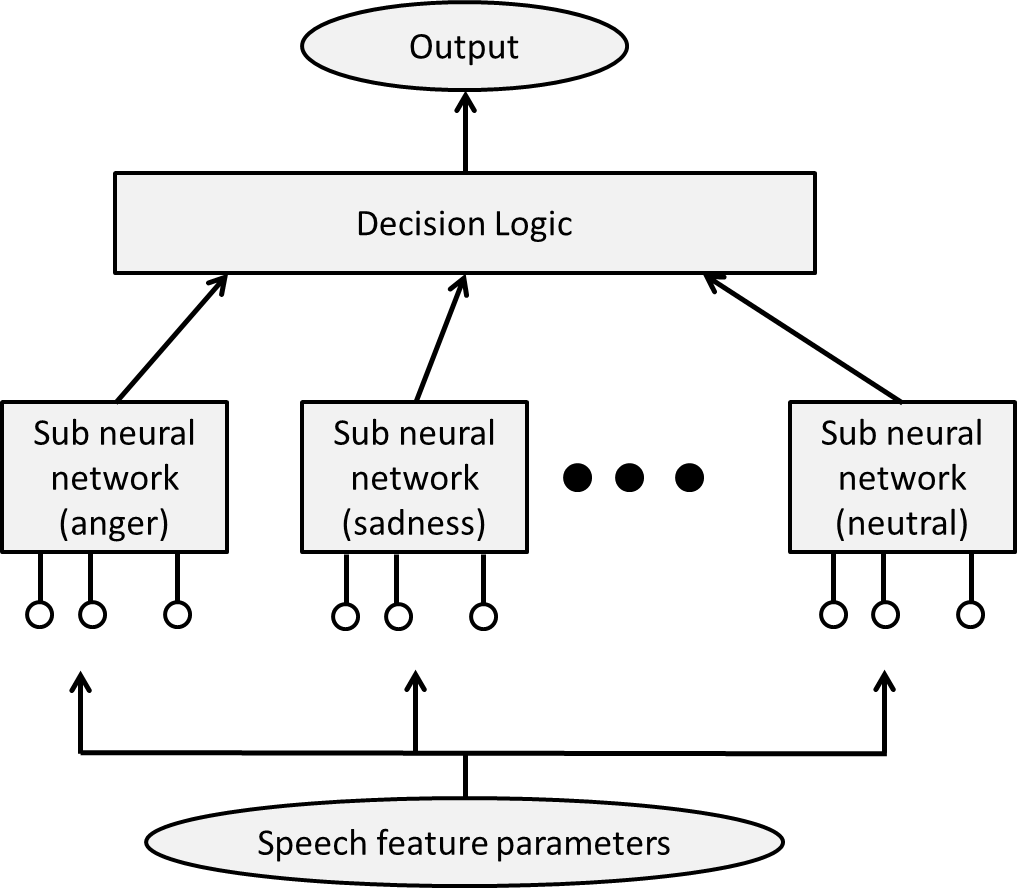 Output
Decision Logic
Sub neural
network
(anger)
Sub neural
network
(sadness)
Sub neural
network
(neutral)
Speech feature parameters